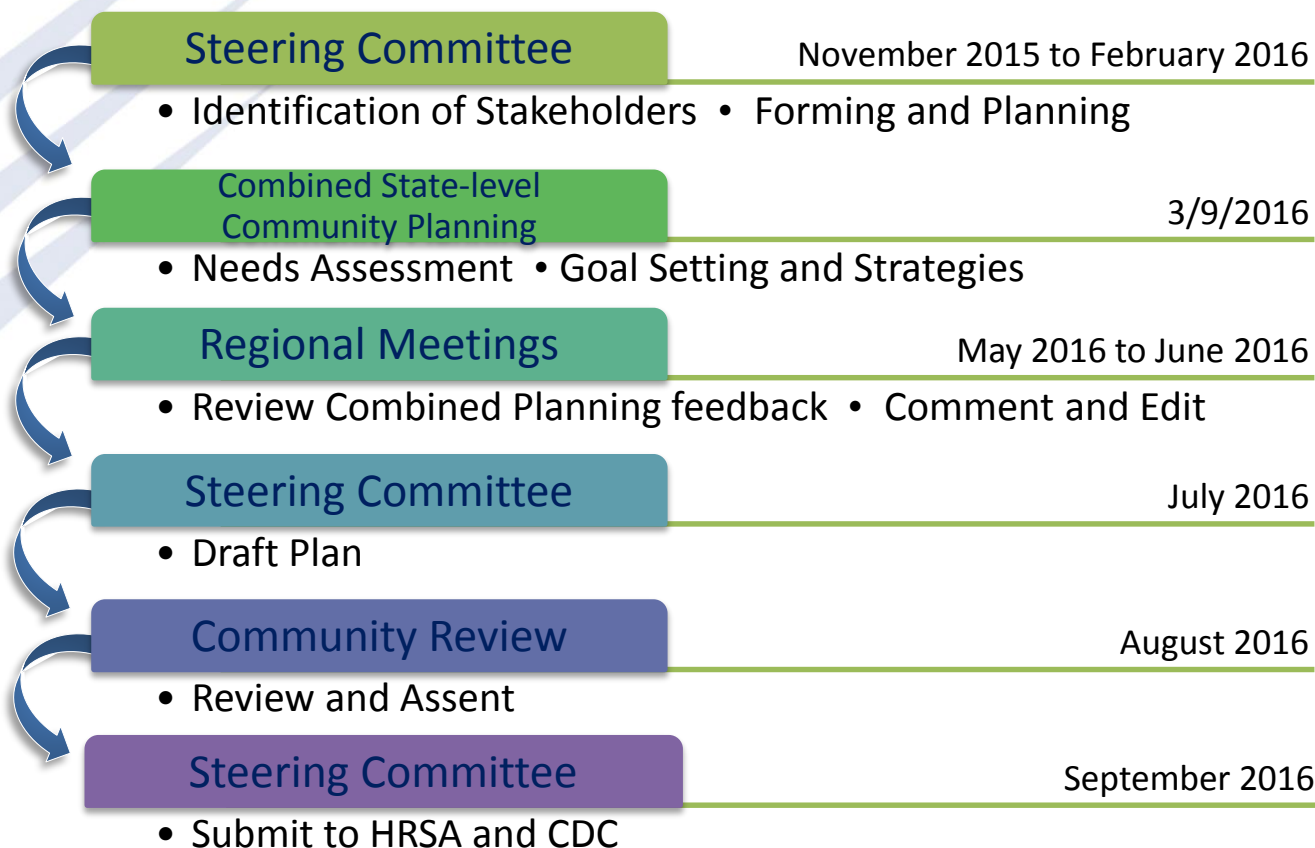 Steering Committee
November 2015 to February 2016
• Identification of Stakeholders • Forming and Planning
Combined State-level
Community Planning
3/9/2016
• Needs Assessment • Goal Setting and Strategies
Regional Meetings
May 2016 to June 2016
• Review Combined Planning feedback • Comment and Edit
Steering Committee
July 2016
• Draft Plan
Community Review
August 2016
• Review and Assent
Steering Committee
September 2016
• Submit to HRSA and CDC